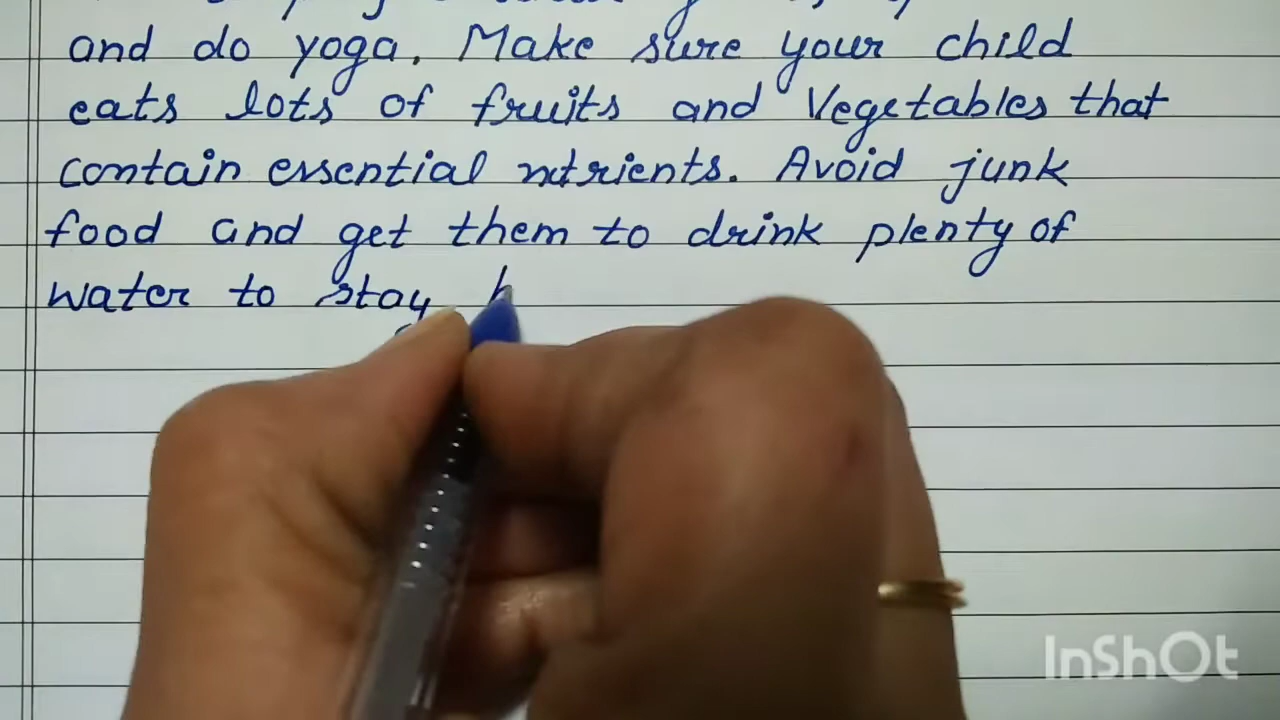 and do yoga. Make sure your child
eats lots of fruits and Vegetables that
contain essential ntrients. Avoid junk
food and get them to drink plenty of
water to stay h
InShOt